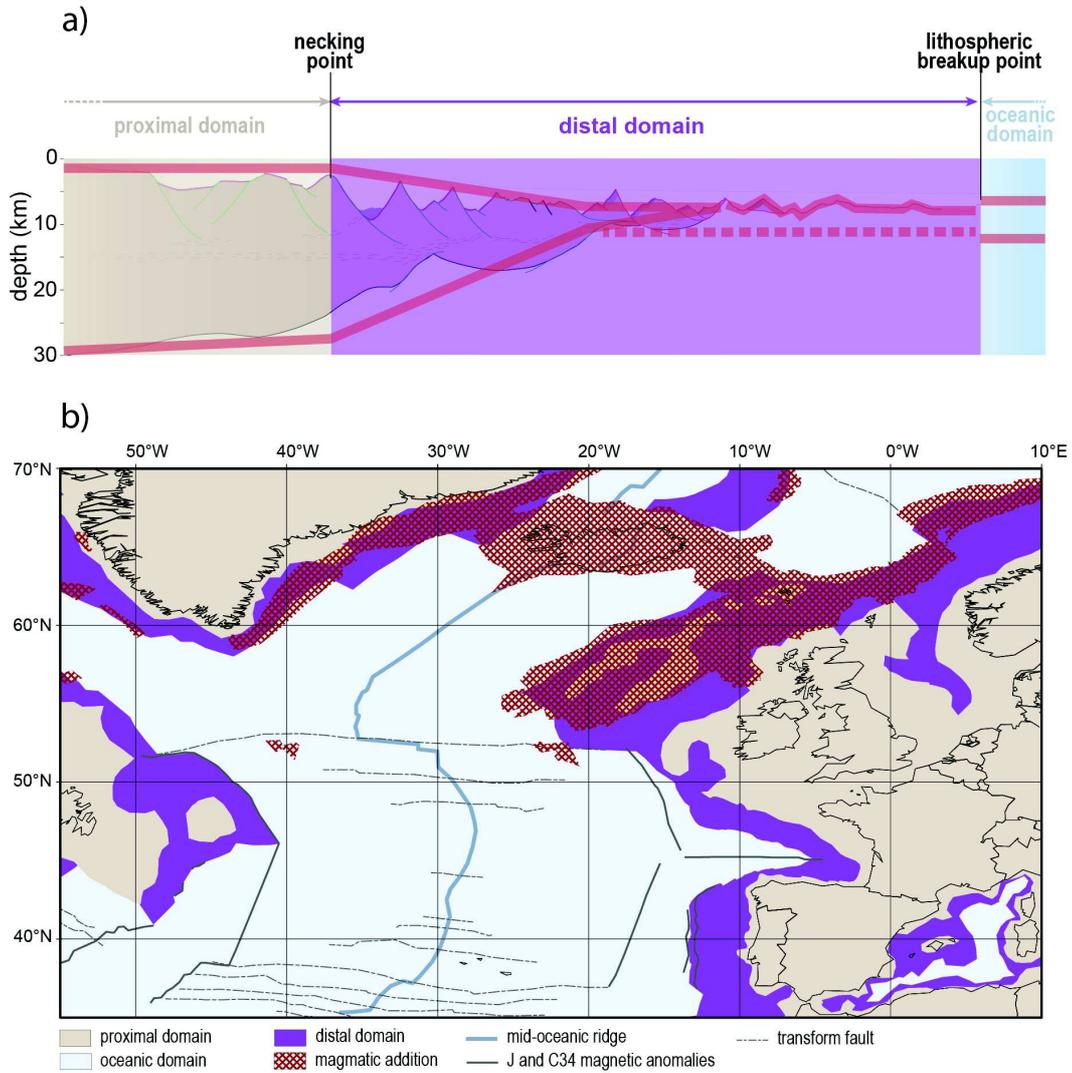 a)
necking
point
lithospheric
breakup point
proximal domain
distal domain
oceanic
domain
0
10
20
30
depth (km)
b)
50°W
40°W
30°W
20°W
10°W
0°W
10°E
70°N
60°N
50°N
40°N
proximal domain
distal domain
mid-oceanic ridge
transform fault
oceanic domain
magmatic addition
J and C34 magnetic anomalies